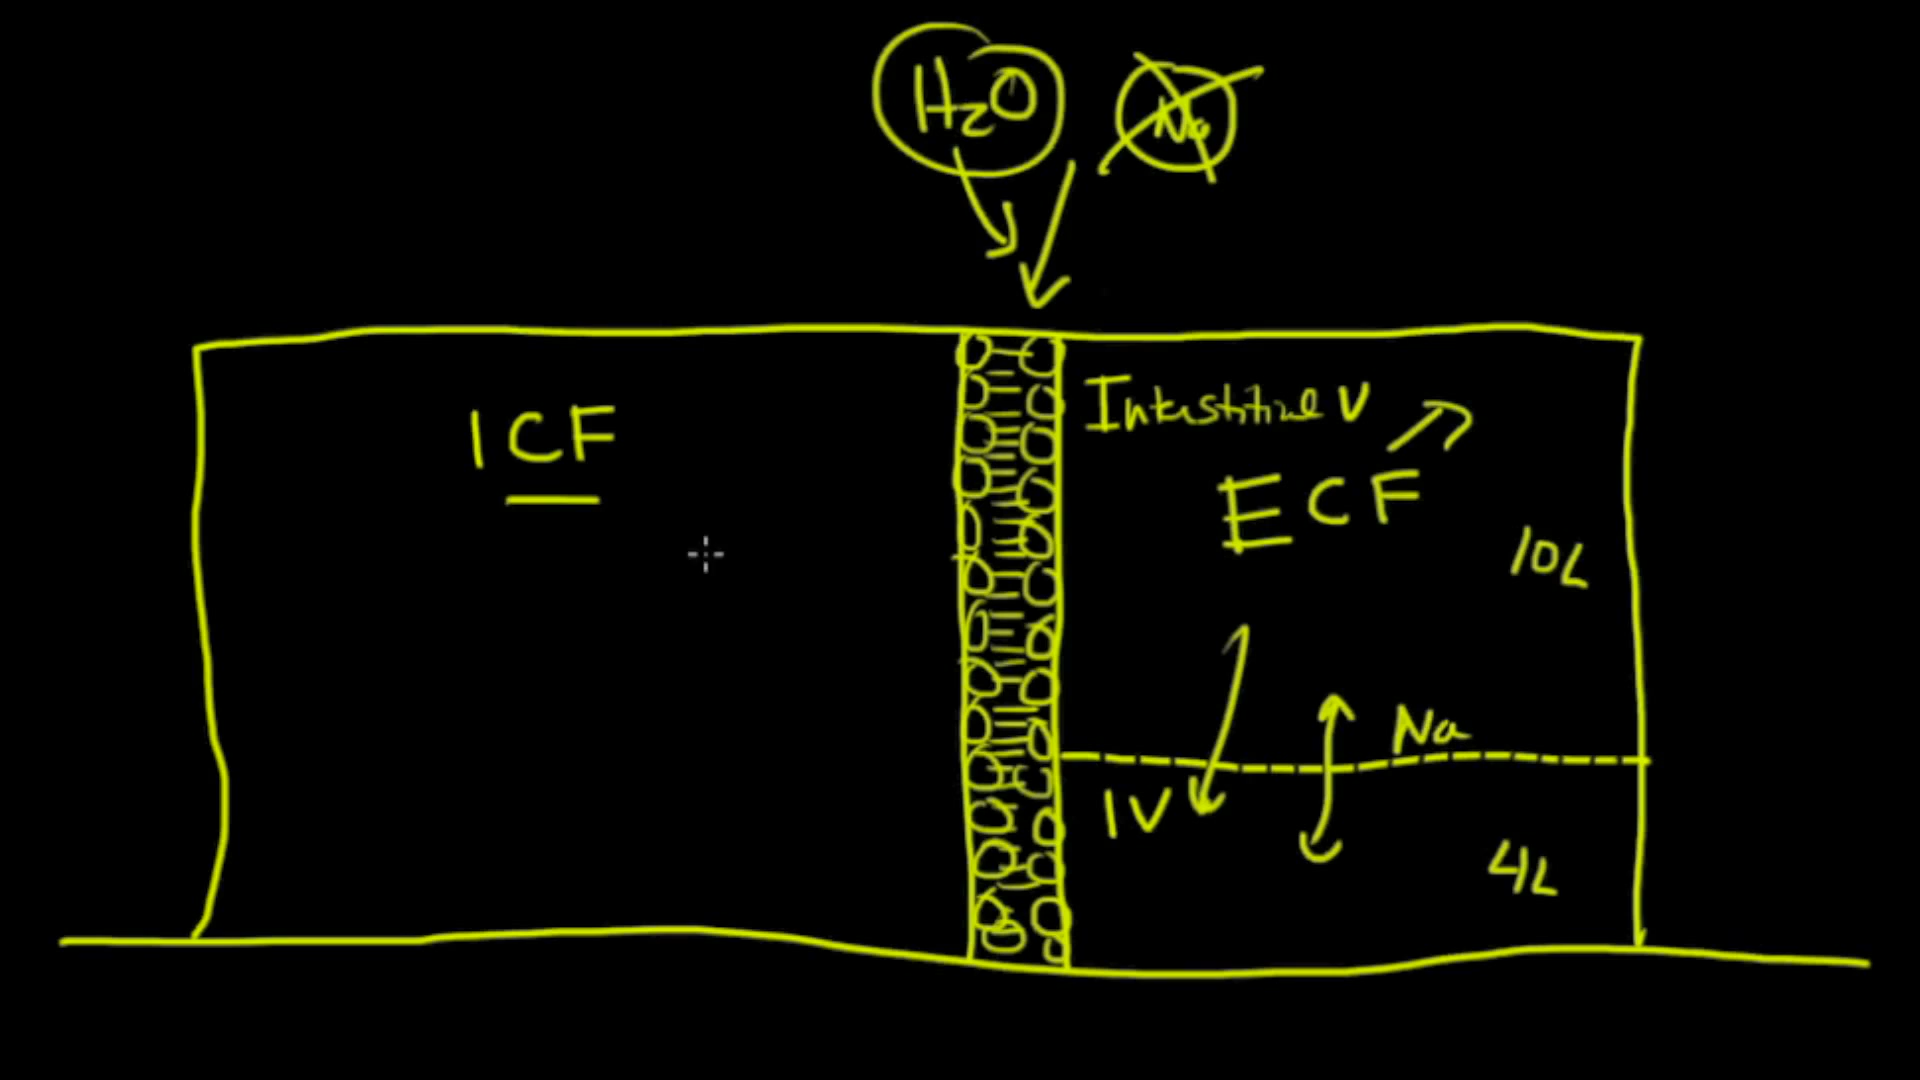 H2O
Na
ICF
Interstitial V
ECF
10L
Na
IV
4L